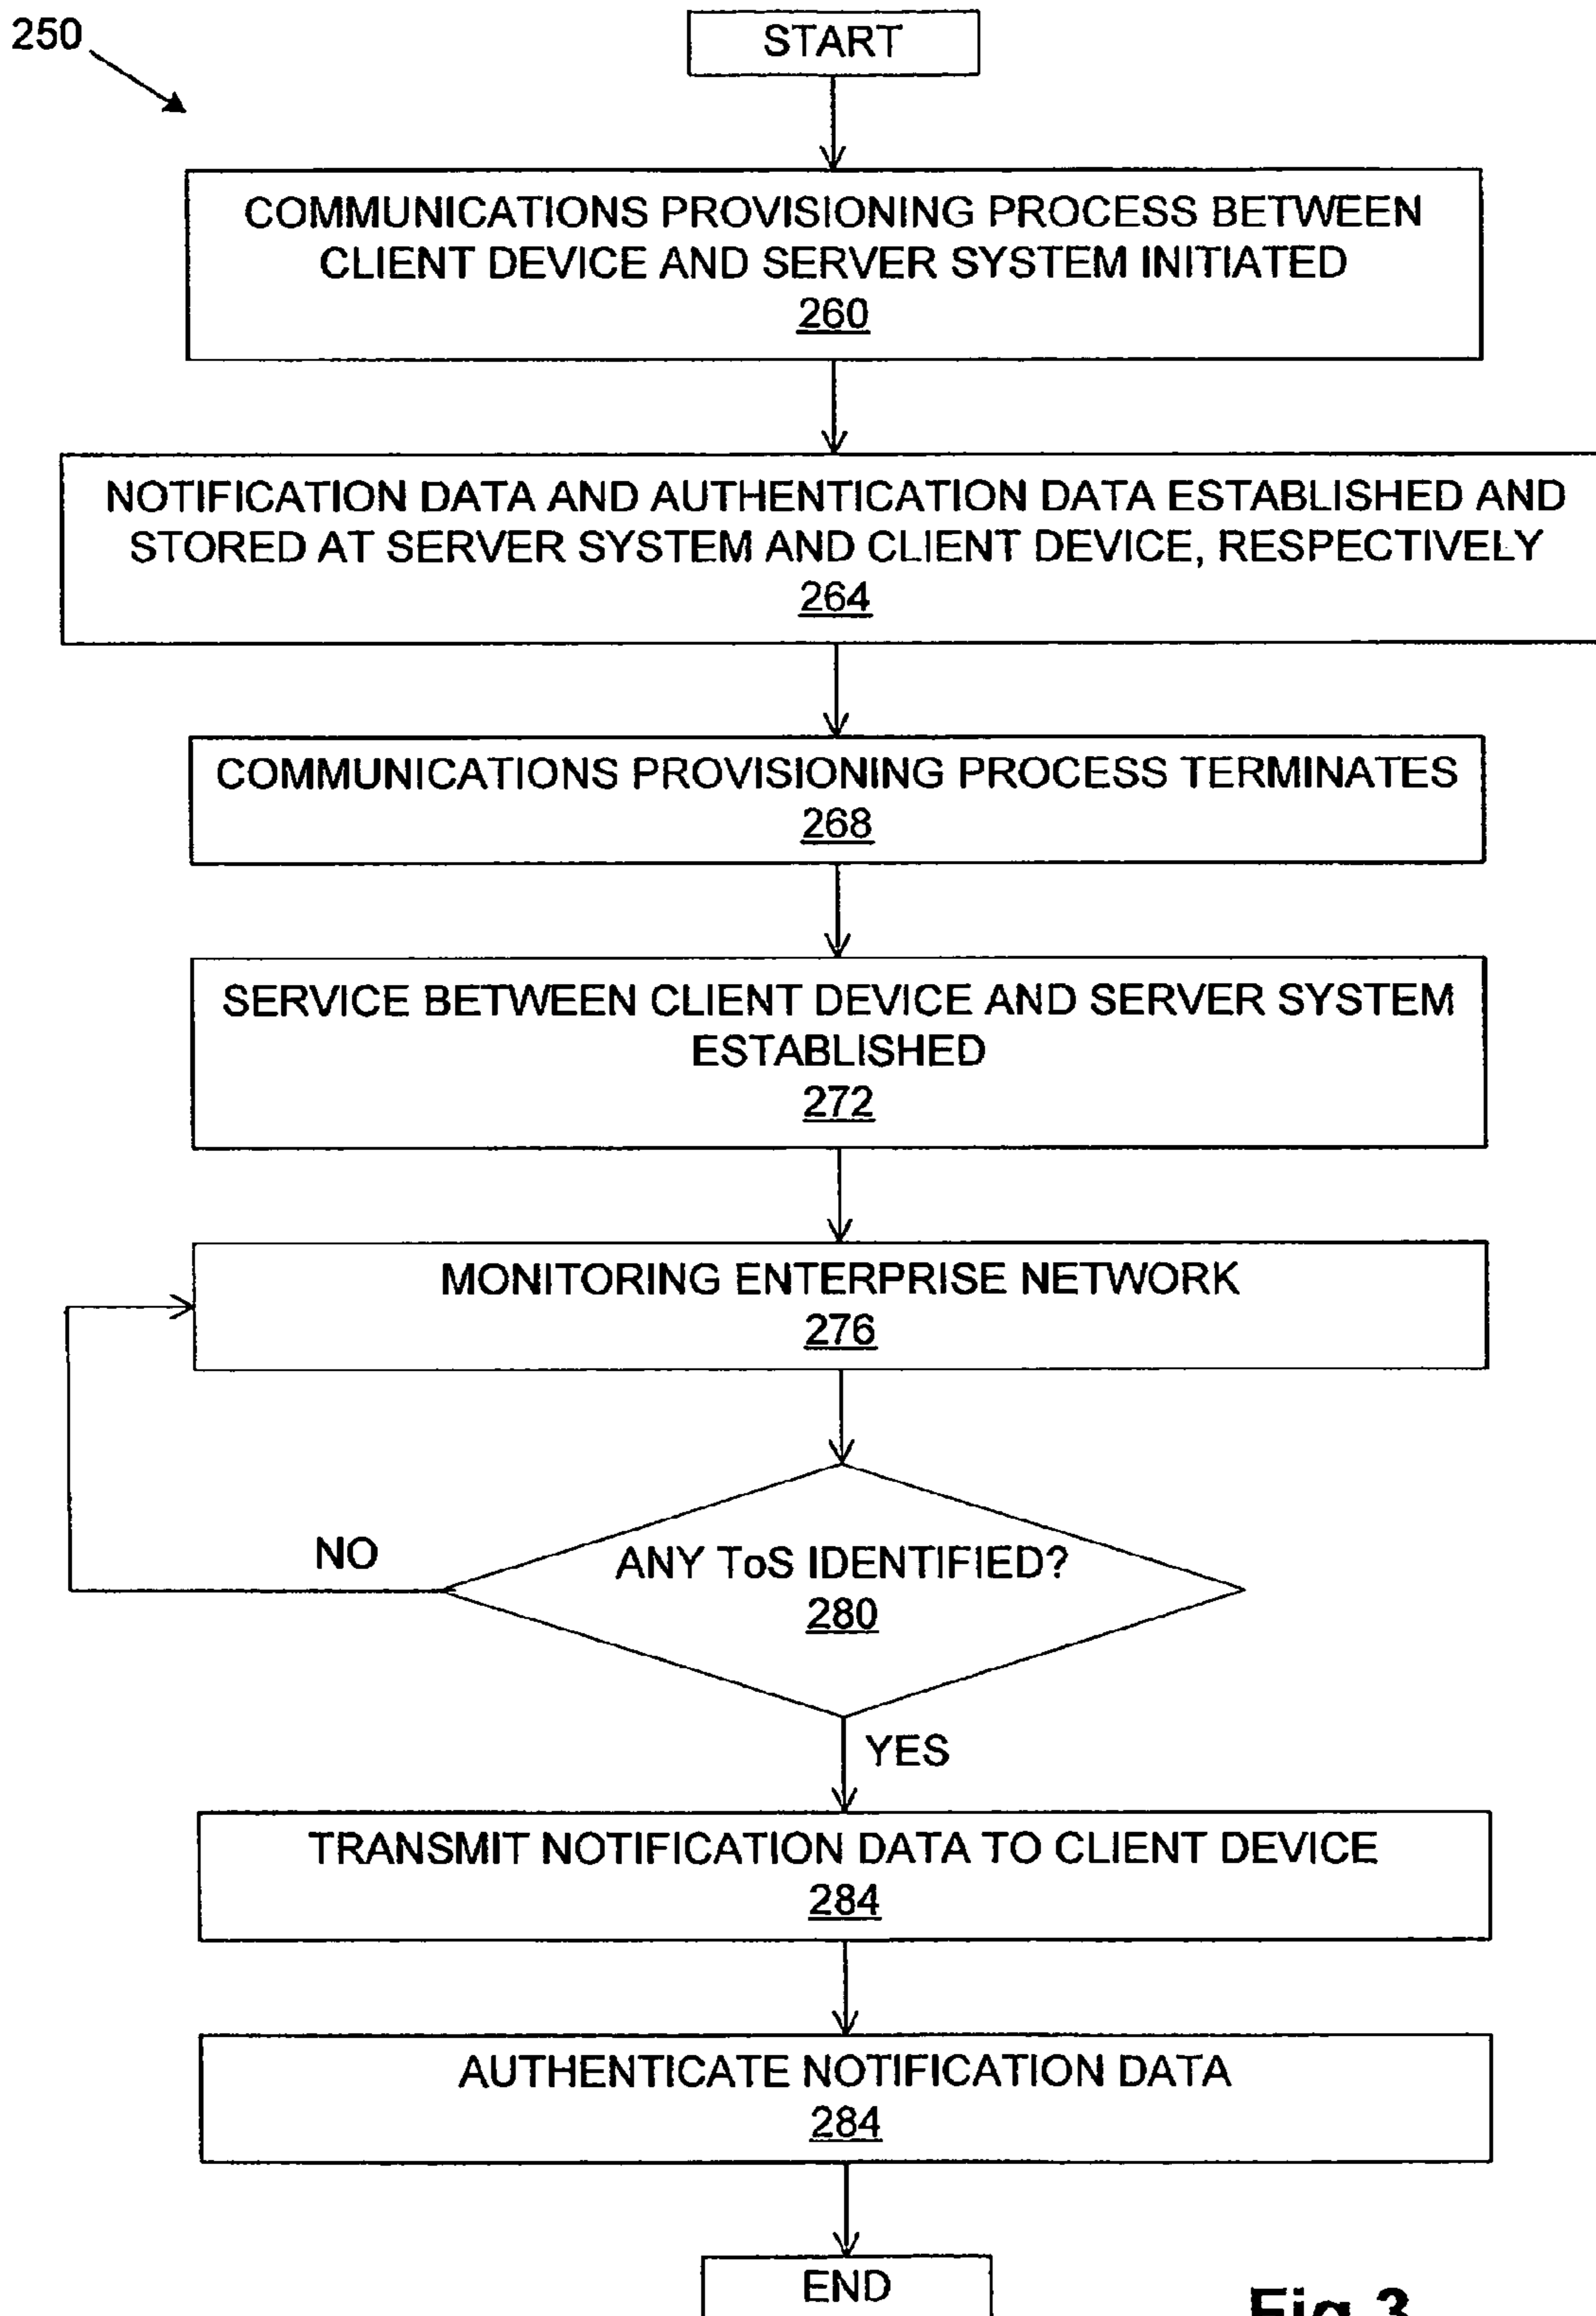 250
START
COMMUNICATIONS PROVISIONING PROCESS BETWEEN
CLIENT DEVICE AND SERVER SYSTEM INITIATED
260
NOTIFICATION DATA AND AUTHENTICATION DATA ESTABLISHED AND
STORED AT SERVER SYSTEM AND CLIENT DEVICE, RESPECTIVELY
264
COMMUNICATIONS PROVISIONING PROCESS TERMINATES
268
SERVICE BETWEEN CLIENT DEVICE AND SERVER SYSTEM
ESTABLISHED
272
MONITORING ENTERPRISE NETWORK
276
NO
ANY ToS IDENTIFIED?
280
YES
TRANSMIT NOTIFICATION DATA TO CLIENT DEVICE
284
AUTHENTICATE NOTIFICATION DATA
284
END
Fig 3